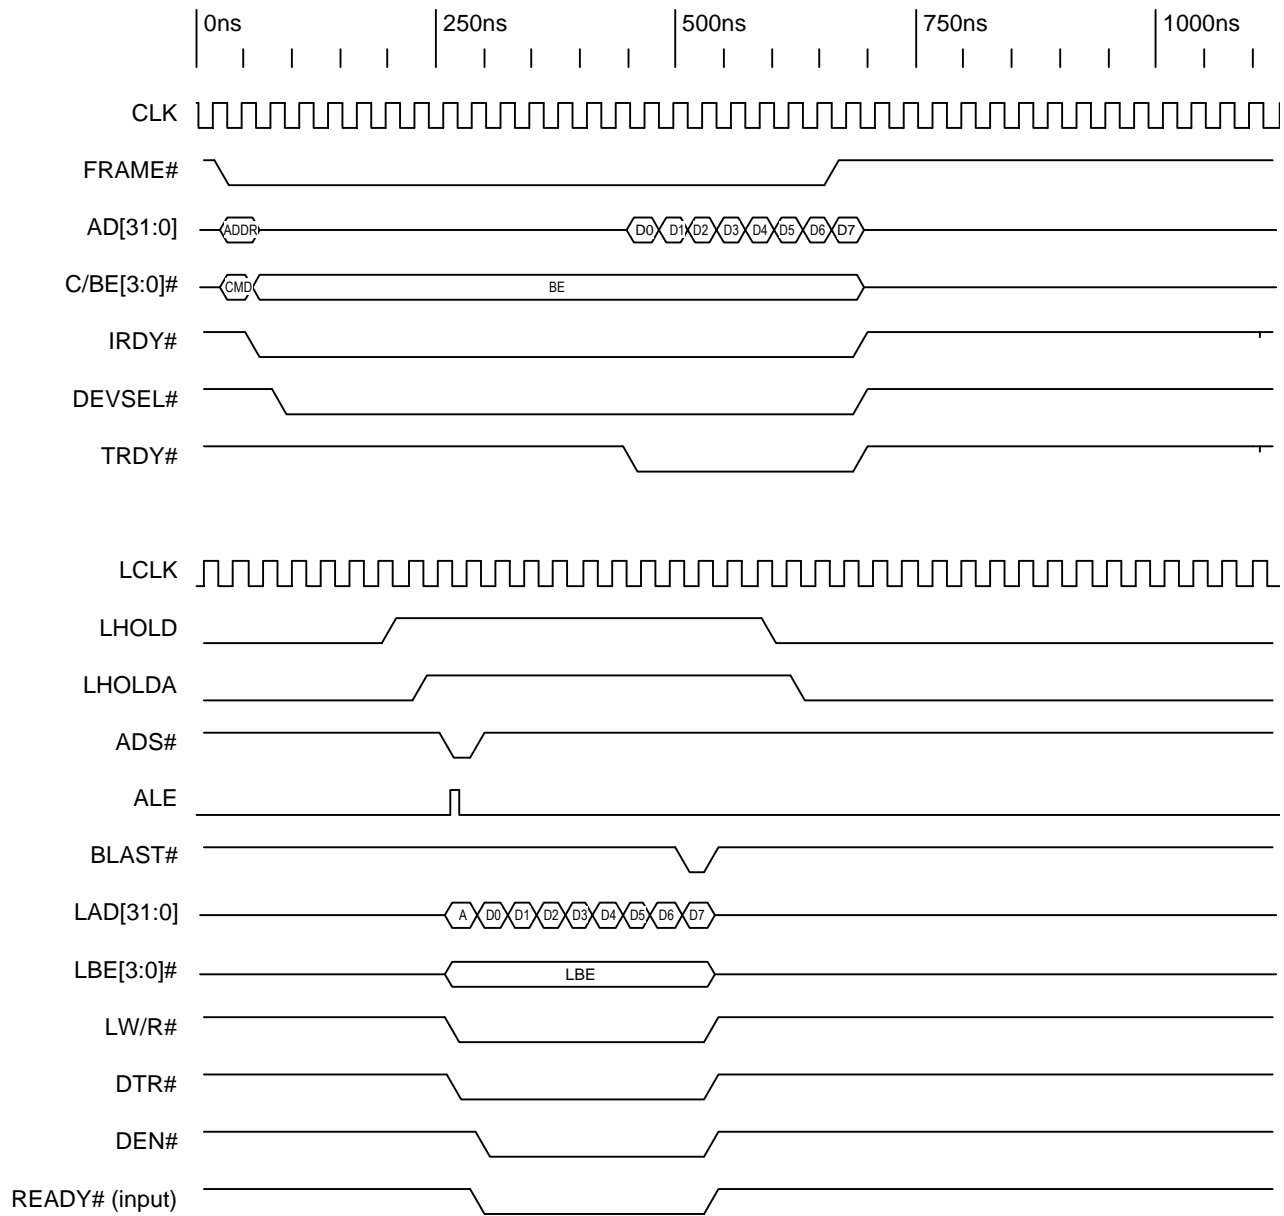 0ns 250ns 500ns 750ns 1000ns
CLK
FRAME#
AD[31:0] ADDR D0 D1 D2 D3 D4 D5 D6 D7
C/BE[3:0]# CMD BE
IRDY#
DEVSEL#
TRDY#
LCLK
LHOLD
LHOLDA
ADS#
ALE
BLAST#
LAD[31:0] A D0 D1 D2 D3 D4 D5 D6 D7
LBE[3:0]# LBE
LW/R#
DTR#
DEN#
READY# (input)